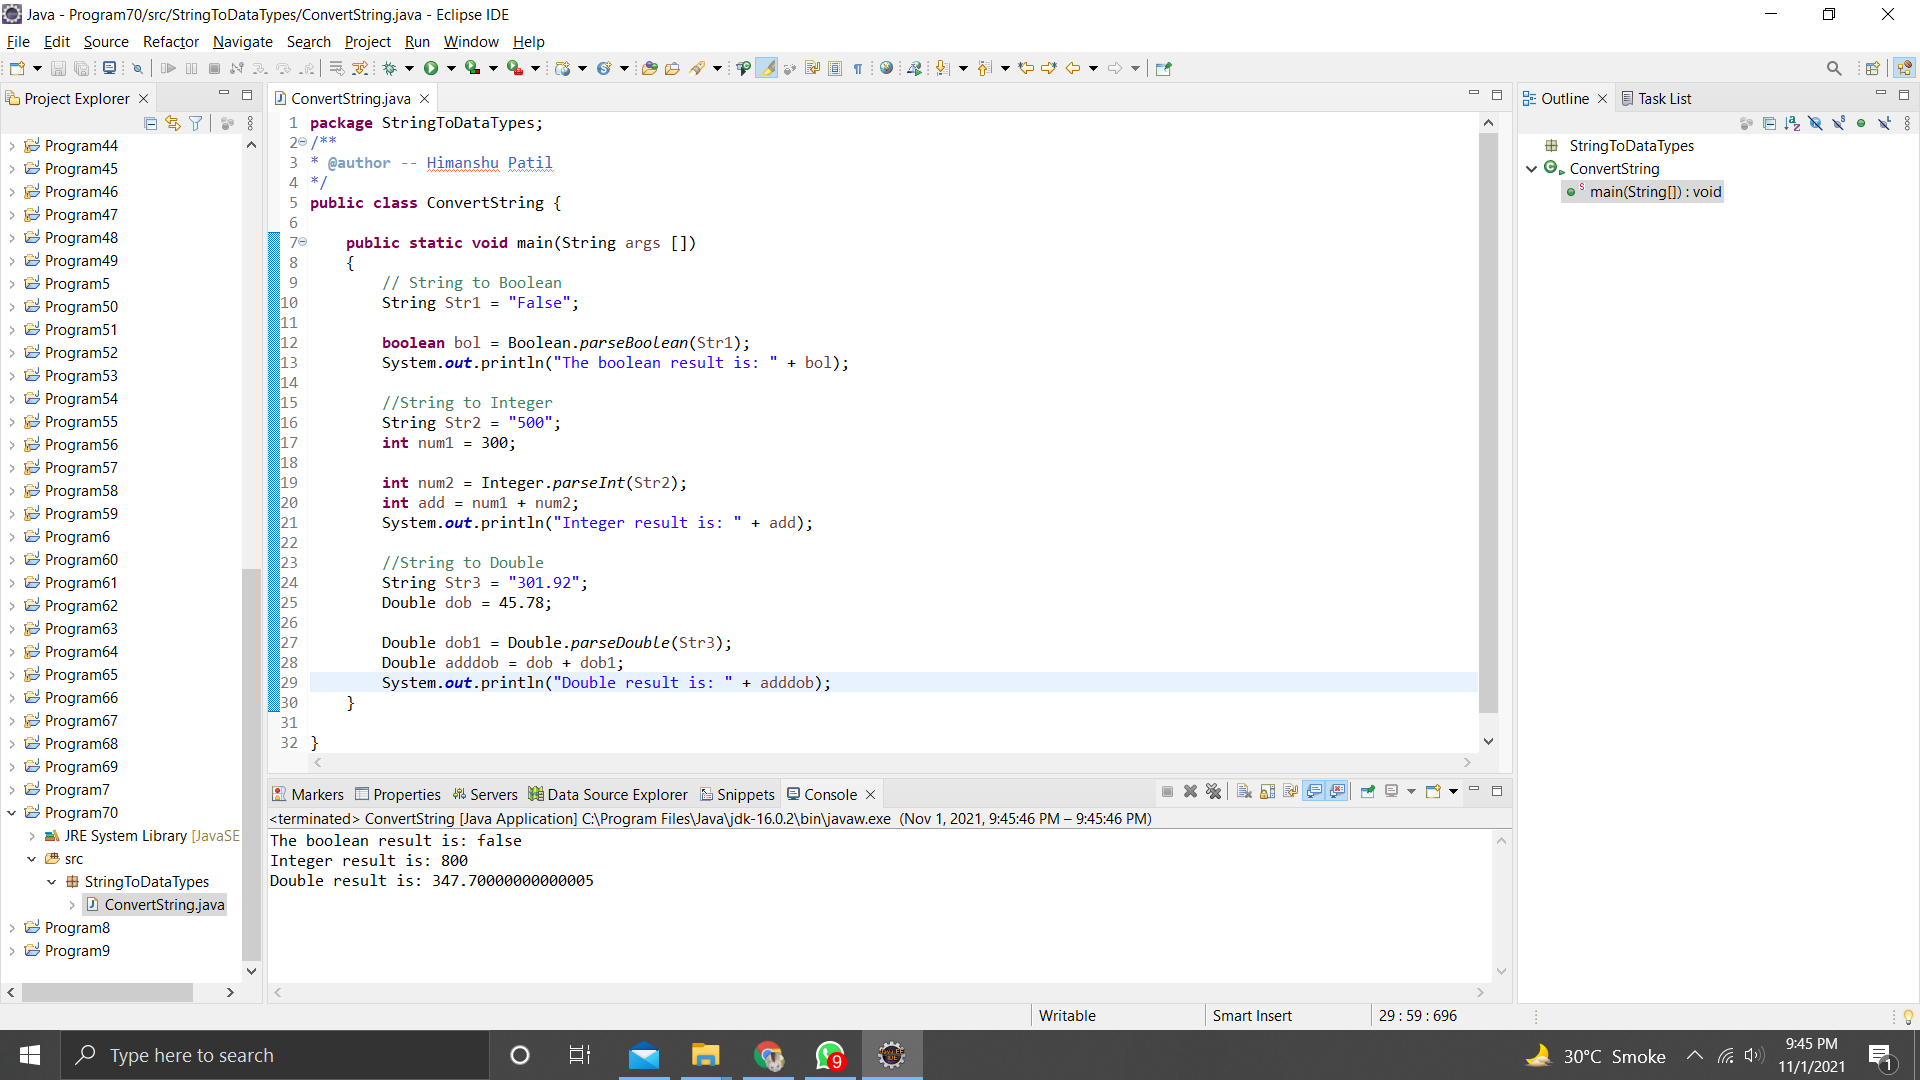 Java - Program70/src/StringToDataTypes/ConvertString.java - Eclipse IDE
File Edit Source Refactor Navigate Search Project Run Window Help
Project Explorer
Program44
Program45
Program46
Program47
Program48
Program49
Program5
Program50
Program51
Program52
Program53
Program54
Program55
Program56
Program57
Program58
Program59
Program6
Program60
Program61
Program62
Program63
Program64
Program65
Program66
Program67
Program68
Program69
Program7
Program70
JRE System Library [JavaSE
src
StringToDataTypes
ConvertString.java
Program8
Program9
ConvertString.java
1 package StringToDataTypes;
2 /**
3 * @author -- Himanshu Patil
4 */
5 public class ConvertString {
6
7 public static void main(String args [])
8 {
9 // String to Boolean
10 String Str1 = "False";
11
12 boolean bol = Boolean.parseBoolean(Str1);
13 System.out.println("The boolean result is: " + bol);
14
15 //String to Integer
16 String Str2 = "500";
17 int num1 = 300;
18
19 int num2 = Integer.parseInt(Str2);
20 int add = num1 + num2;
21 System.out.println("Integer result is: " + add);
22
23 //String to Double
24 String Str3 = "301.92";
25 Double dob = 45.78;
26
27 Double dob1 = Double.parseDouble(Str3);
28 Double adddob = dob + dob1;
29 System.out.println("Double result is: " + adddob);
30 }
31
32 }
Markers Properties Servers Data Source Explorer Snippets Console
<terminated> ConvertString [Java Application] C:\Program Files\Java\jdk-16.0.2\bin\javaw.exe (Nov 1, 2021, 9:45:46 PM – 9:45:46 PM)
The boolean result is: false
Integer result is: 800
Double result is: 347.70000000000005
Outline Task List
StringToDataTypes
ConvertString
main(String[]) : void
Writable Smart Insert 29 : 59 : 696
Type here to search
9
30°C Smoke
9:45 PM
11/1/2021
1